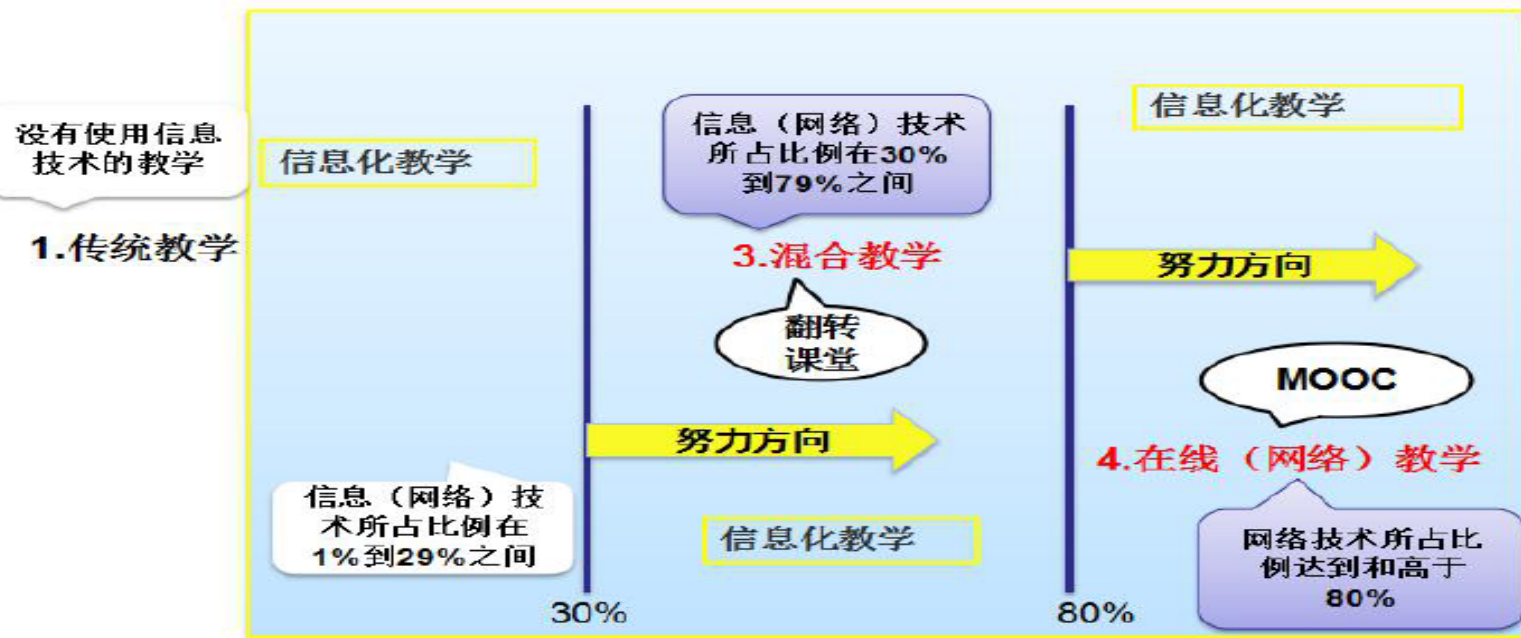 没有使用信息
技术的教学
1.传统教学
信息化教学
信息（网络）技
术所占比例在
1%到29%之间
30%
信息（网络）技术
所占比例在30%
到79%之间
3.混合教学
翻转
课堂
努力方向
信息化教学
80%
信息化教学
努力方向
MOOC
4.在线（网络）教学
网络技术所占比
例达到和高于
80%